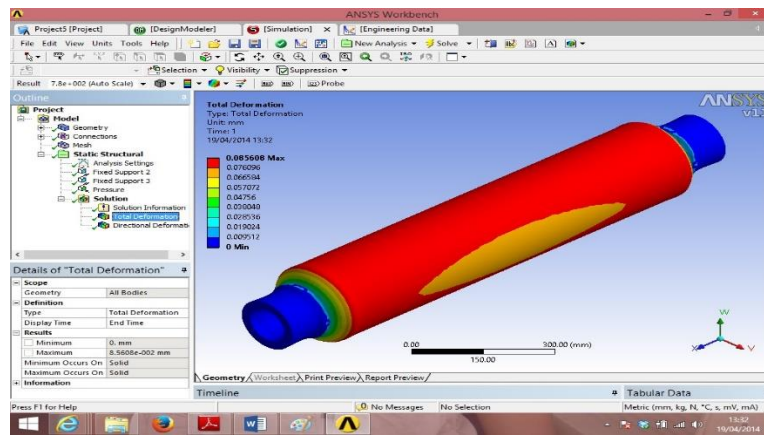 ANSYS Workbench
Project5 [Project] [DesignModeler] [Simulation] X [Engineering Data]
File Edit View Units Tools Help New Analysis Solve
Selection Visibility Suppression
Result 7.8e+002 (Auto Scale) Probe
Outline
Project
Model
Geometry
Connections
Mesh
Static Structural
Analysis Settings
Fixed Support 2
Fixed Support 3
Pressure
Solution
Solution Information
Total Deformation
Directional Deformati
Details of "Total Deformation"
Scope
Geometry All Bodies
Definition
Type Total Deformation
Display Time End Time
Results
Minimum 0. mm
Maximum 8.5608e-002 mm
Minimum Occurs On Solid
Maximum Occurs On Solid
Information
Total Deformation
Type: Total Deformation
Unit: mm
Time: 1
19/04/2014 13:32
0.085608 Max
0.076096
0.066584
0.057072
0.04756
0.038048
0.028536
0.019024
0.009512
0 Min
ANSYS
0.00 300.00 (mm)
150.00
W
X V
Geometry Worksheet Print Preview Report Preview
Timeline Tabular Data
Press F1 for Help No Messages No Selection Metric (mm, kg, N, °C, s, mV, mA)
13:32
19/04/2014